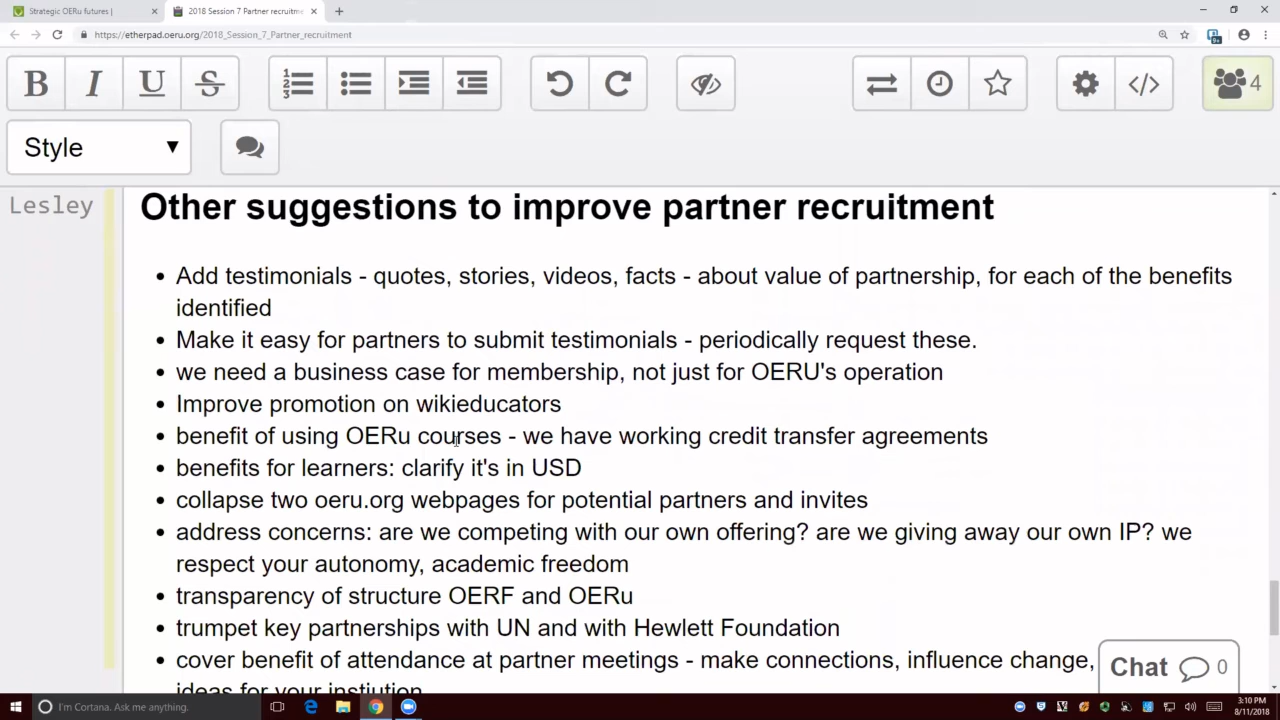 Strategic OERu futures |
2018 Session 7 Partner recruitm
https://etherpad.oeru.org/2018_Session_7_Partner_recruitment
B I U S
4
Style
Lesley
Other suggestions to improve partner recruitment
Add testimonials - quotes, stories, videos, facts - about value of partnership, for each of the benefits
identified
Make it easy for partners to submit testimonials - periodically request these.
we need a business case for membership, not just for OERU's operation
Improve promotion on wikieducators
benefit of using OERu courses - we have working credit transfer agreements
benefits for learners: clarify it's in USD
collapse two oeru.org webpages for potential partners and invites
address concerns: are we competing with our own offering? are we giving away our own IP? we
respect your autonomy, academic freedom
transparency of structure OERF and OERu
trumpet key partnerships with UN and with Hewlett Foundation
cover benefit of attendance at partner meetings - make connections, influence change,
ideas for your instiution
Chat 0
I'm Cortana. Ask me anything.
3:10 PM
8/11/2018